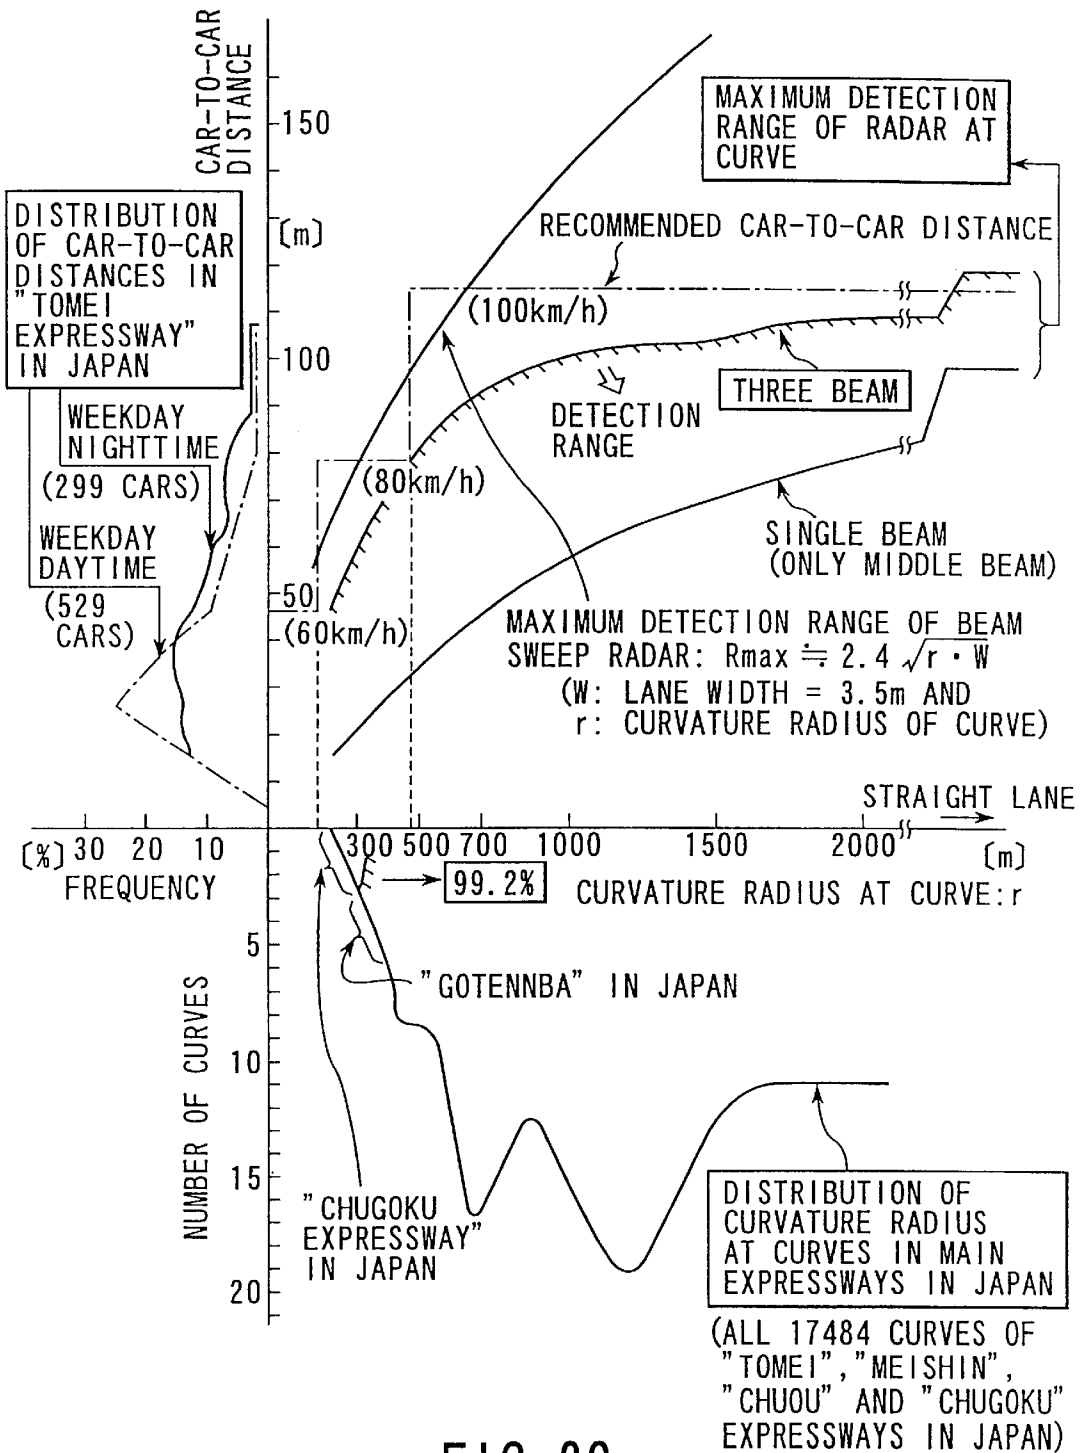 CAR-TO-CAR
DISTANCE
150
[m]
100
50
MAXIMUM DETECTION
RANGE OF RADAR AT
CURVE
DISTRIBUTION
OF CAR-TO-CAR
DISTANCES IN
"TOMEI
EXPRESSWAY"
IN JAPAN
RECOMMENDED CAR-TO-CAR DISTANCE
(100km/h)
THREE BEAM
DETECTION
RANGE
WEEKDAY
NIGHTTIME
(299 CARS)
(80km/h)
WEEKDAY
DAYTIME
(529
CARS)
SINGLE BEAM
(ONLY MIDDLE BEAM)
(60km/h)
MAXIMUM DETECTION RANGE OF BEAM
SWEEP RADAR: Rmax ≒ 2.4 √r・W
(W: LANE WIDTH = 3.5m AND
r: CURVATURE RADIUS OF CURVE)
STRAIGHT LANE
[%] 30 20 10
300 500 700 1000 1500 2000 [m]
FREQUENCY
99.2%
CURVATURE RADIUS AT CURVE:r
NUMBER OF CURVES
5
10
15
20
"GOTENNBA" IN JAPAN
"CHUGOKU
EXPRESSWAY"
IN JAPAN
DISTRIBUTION OF
CURVATURE RADIUS
AT CURVES IN MAIN
EXPRESSWAYS IN JAPAN
(ALL 17484 CURVES OF
"TOMEI","MEISHIN",
"CHUOU" AND "CHUGOKU"
EXPRESSWAYS IN JAPAN)